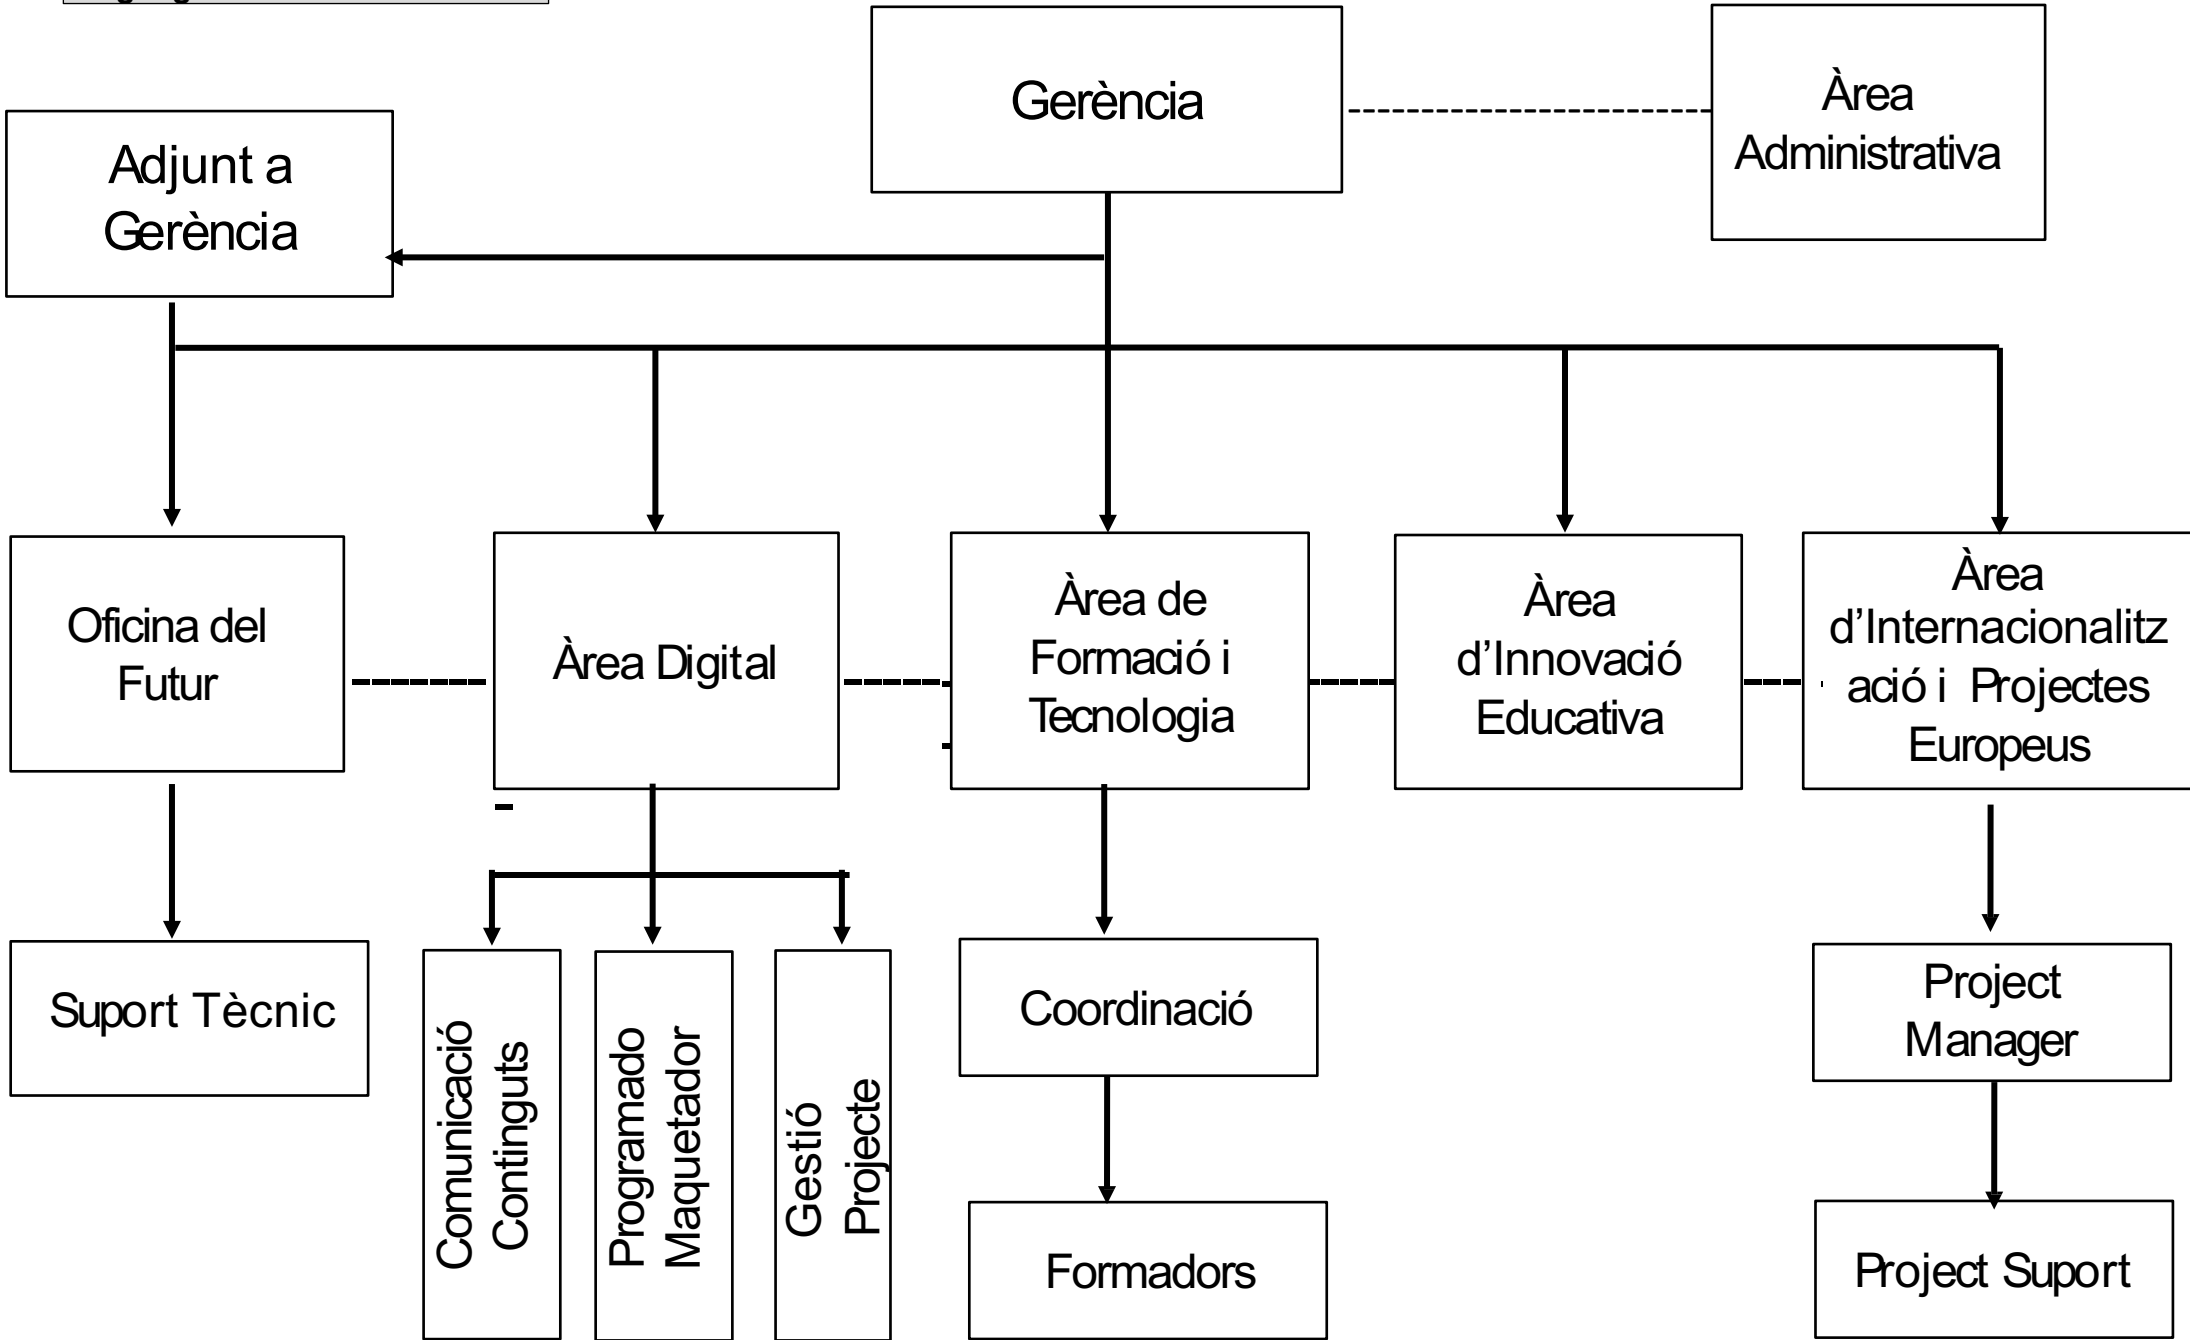 Gerència
Àrea
Administrativa
Adjunt a
Gerència
Oficina del
Futur
Àrea Digital
Àrea de
Formació i
Tecnologia
Àrea
d’Innovació
Educativa
Àrea
d’Internacionalitz
ació i Projectes
Europeus
Suport Tècnic
Comunicació
Continguts
Programado
Maquetador
Gestió
Projecte
Coordinació
Project
Manager
Formadors
Project Suport